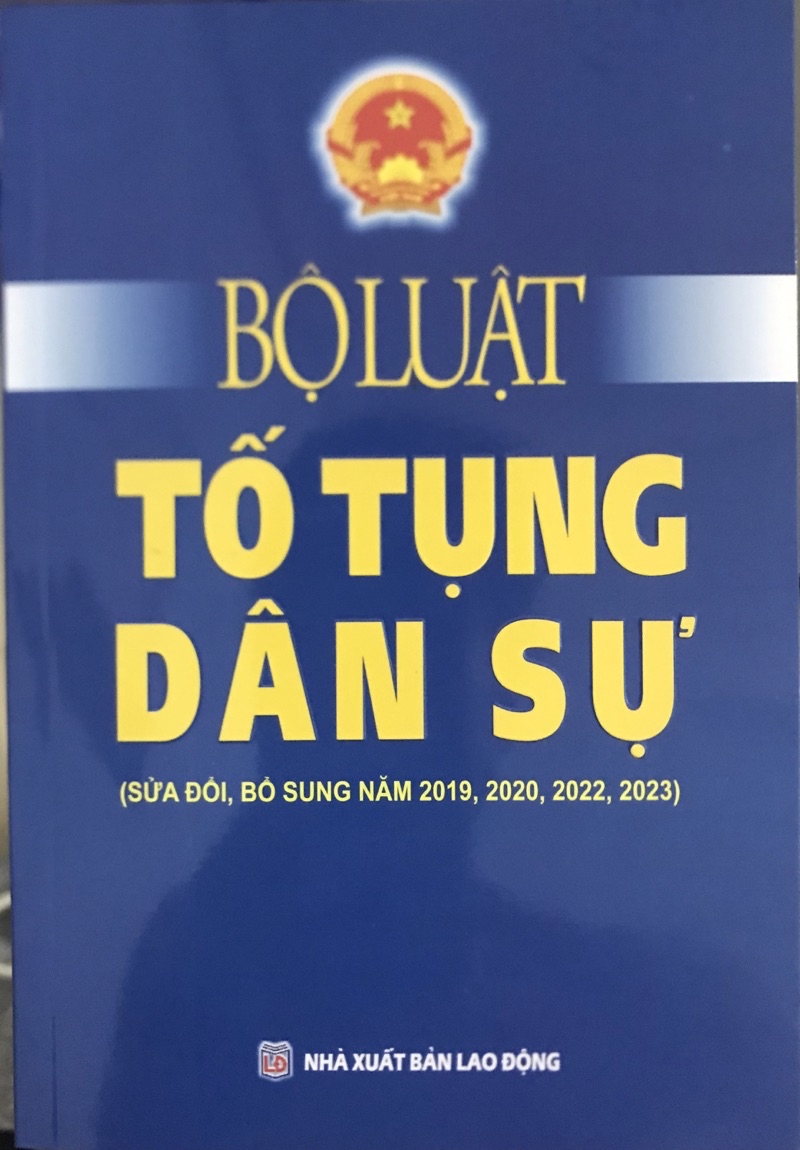 BỘ LUẬT
TỐ TỤNG
DÂN SỰ
(SỬA ĐỔI, BỔ SUNG NĂM 2019, 2020, 2022, 2023)
LĐ NHÀ XUẤT BẢN LAO ĐỘNG